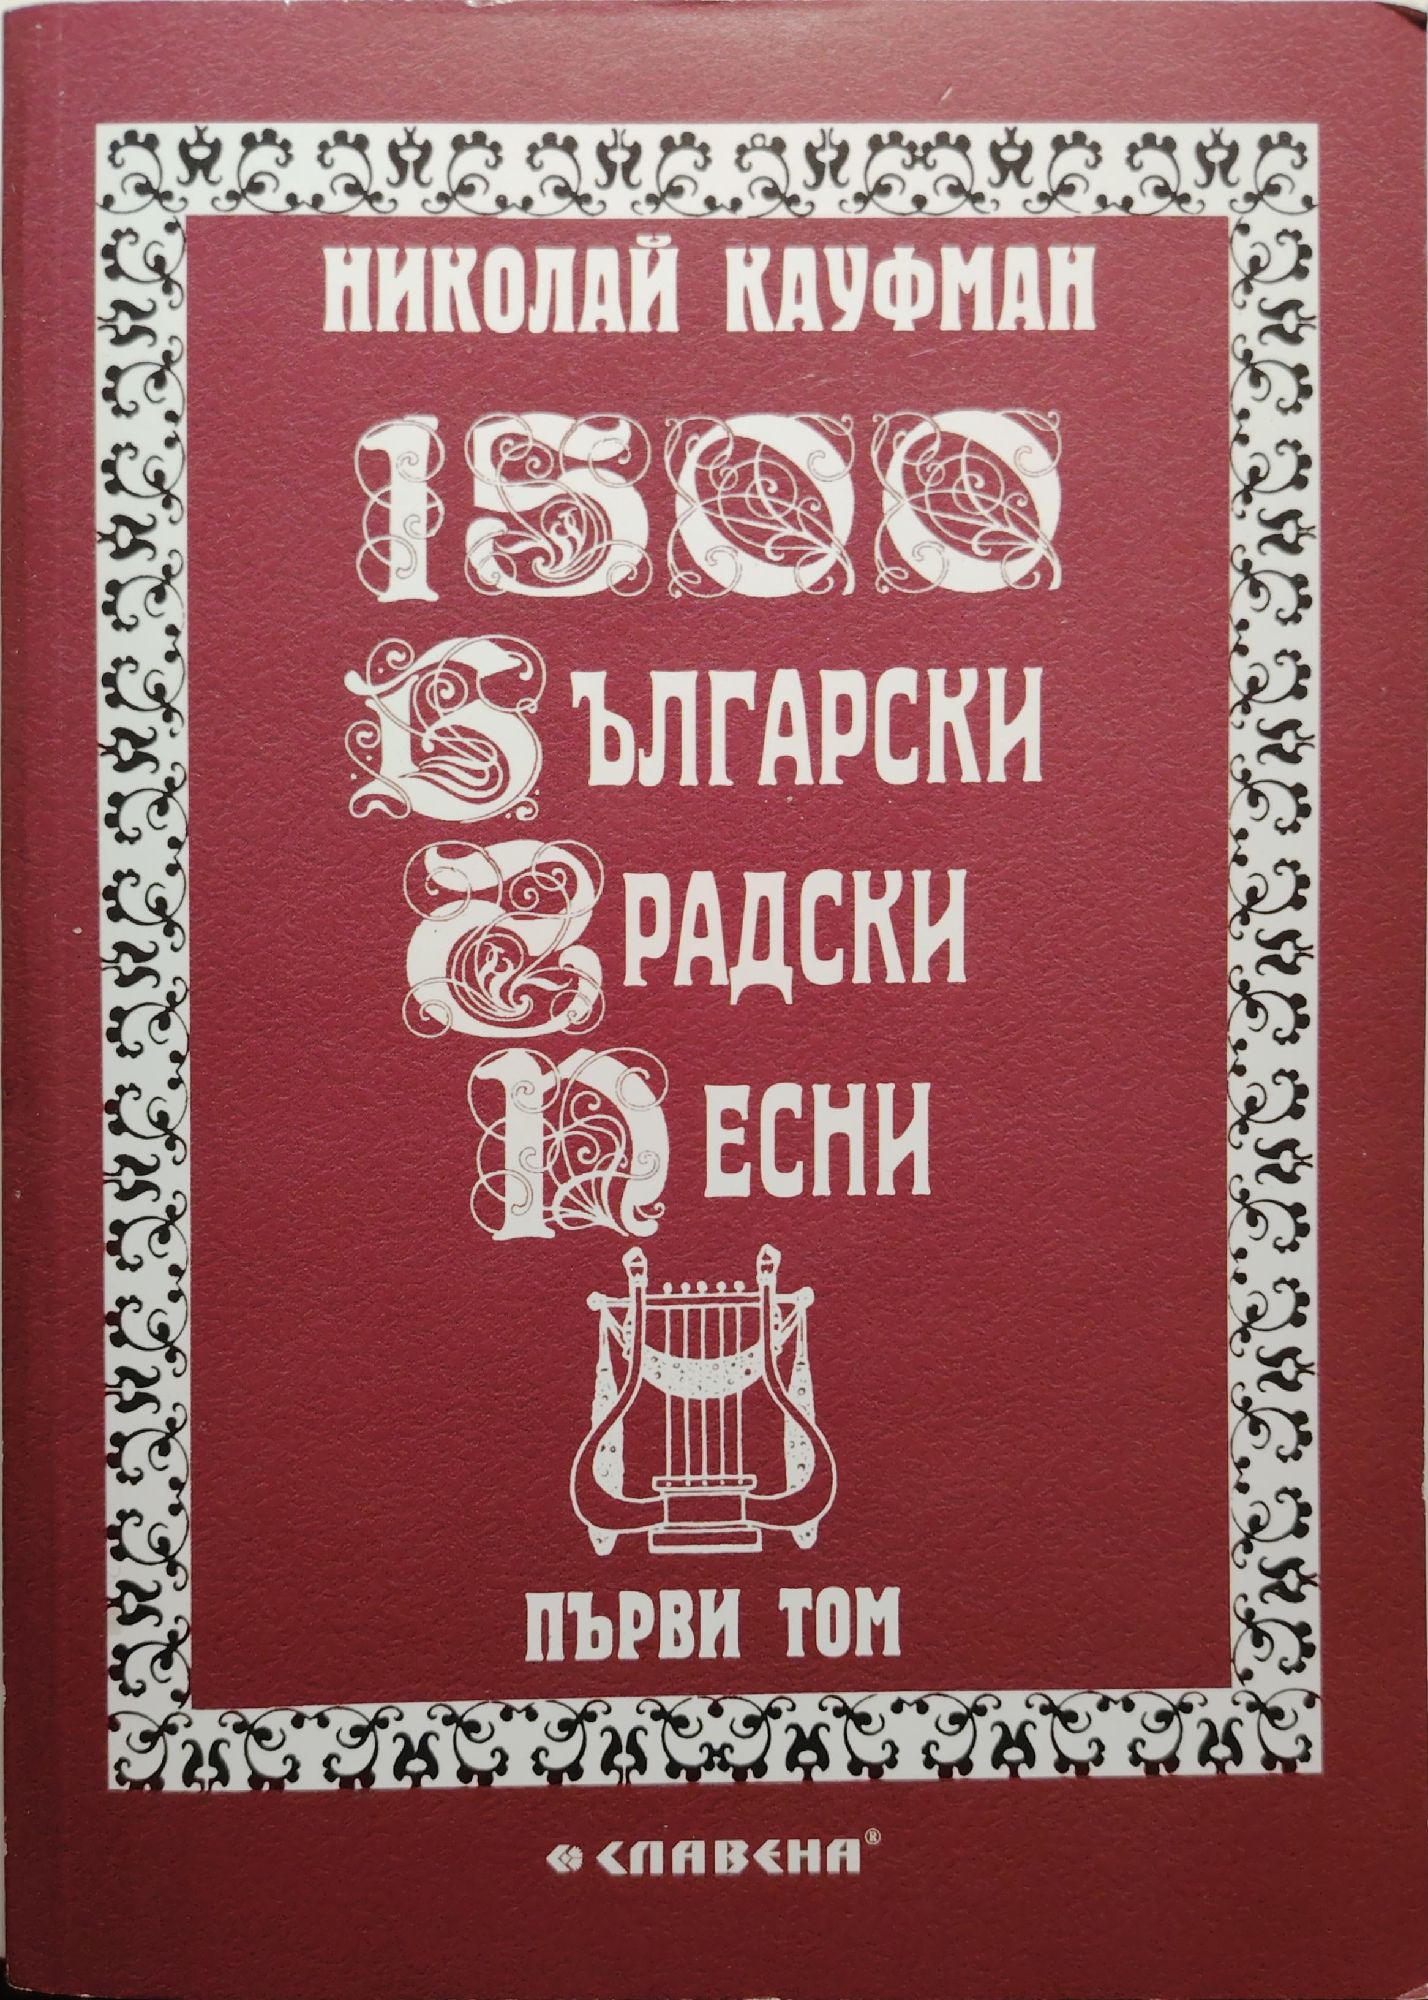 НИКОЛАЙ КАУФМАН
1500
БЪЛГАРСКИ
ГРАДСКИ
ПЕСНИ
ПЪРВИ ТОМ
СЛАВЕНА®